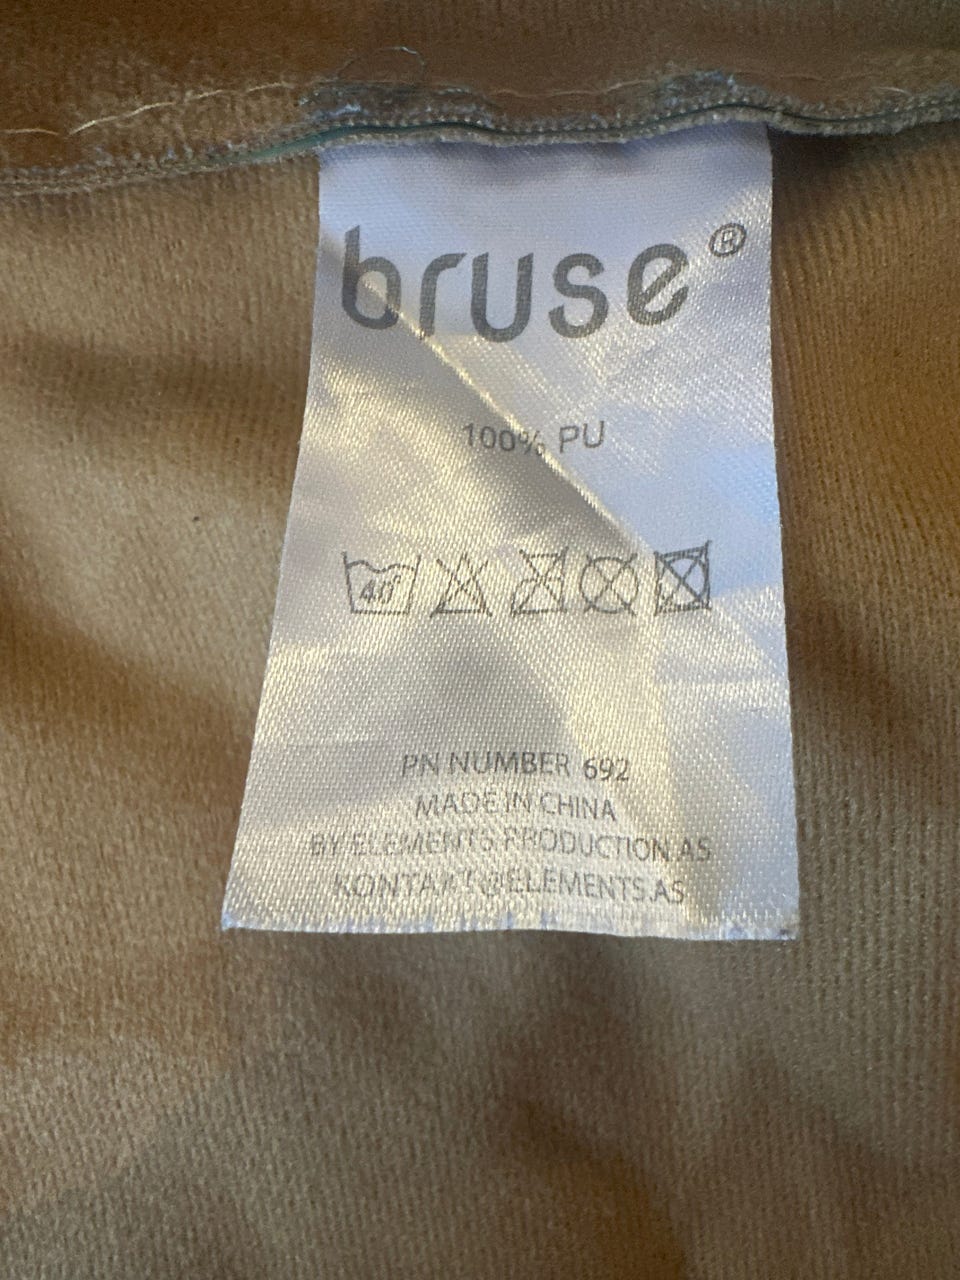 bruse®
100% PU
40°
PN NUMBER 692
MADE IN CHINA
BY ELEMENTS PRODUCTION AS
KONTAKT@ELEMENTS.AS